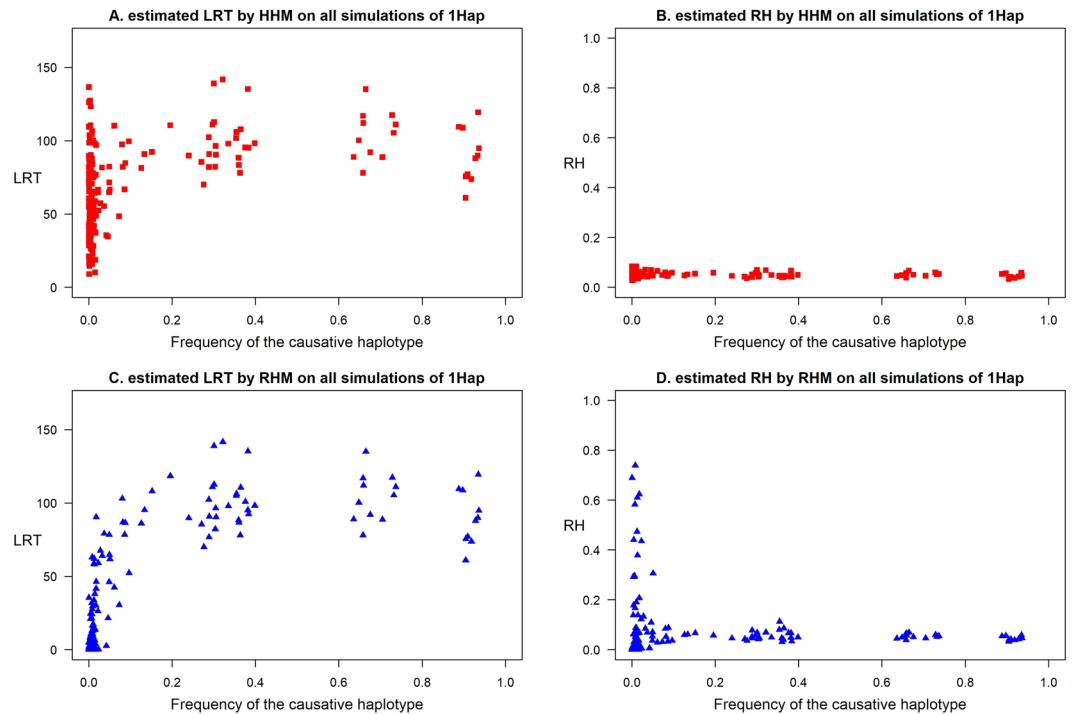 A. estimated LRT by HHM on all simulations of 1Hap
150
100
LRT
50
0
0.0 0.2 0.4 0.6 0.8 1.0
Frequency of the causative haplotype
B. estimated RH by HHM on all simulations of 1Hap
1.0
0.8
0.6
RH
0.4
0.2
0.0
0.0 0.2 0.4 0.6 0.8 1.0
Frequency of the causative haplotype
C. estimated LRT by RHM on all simulations of 1Hap
150
100
LRT
50
0
0.0 0.2 0.4 0.6 0.8 1.0
Frequency of the causative haplotype
D. estimated RH by RHM on all simulations of 1Hap
1.0
0.8
0.6
RH
0.4
0.2
0.0
0.0 0.2 0.4 0.6 0.8 1.0
Frequency of the causative haplotype